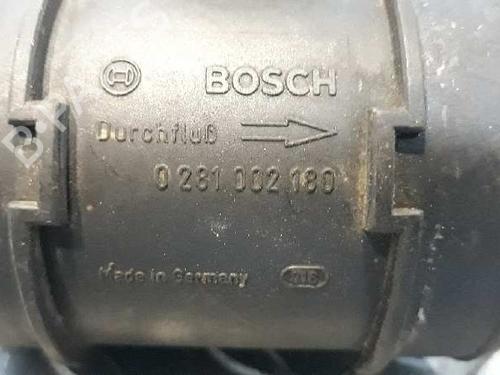 BOSCH
Durchfluß
0 281 002 180
Made in Germany